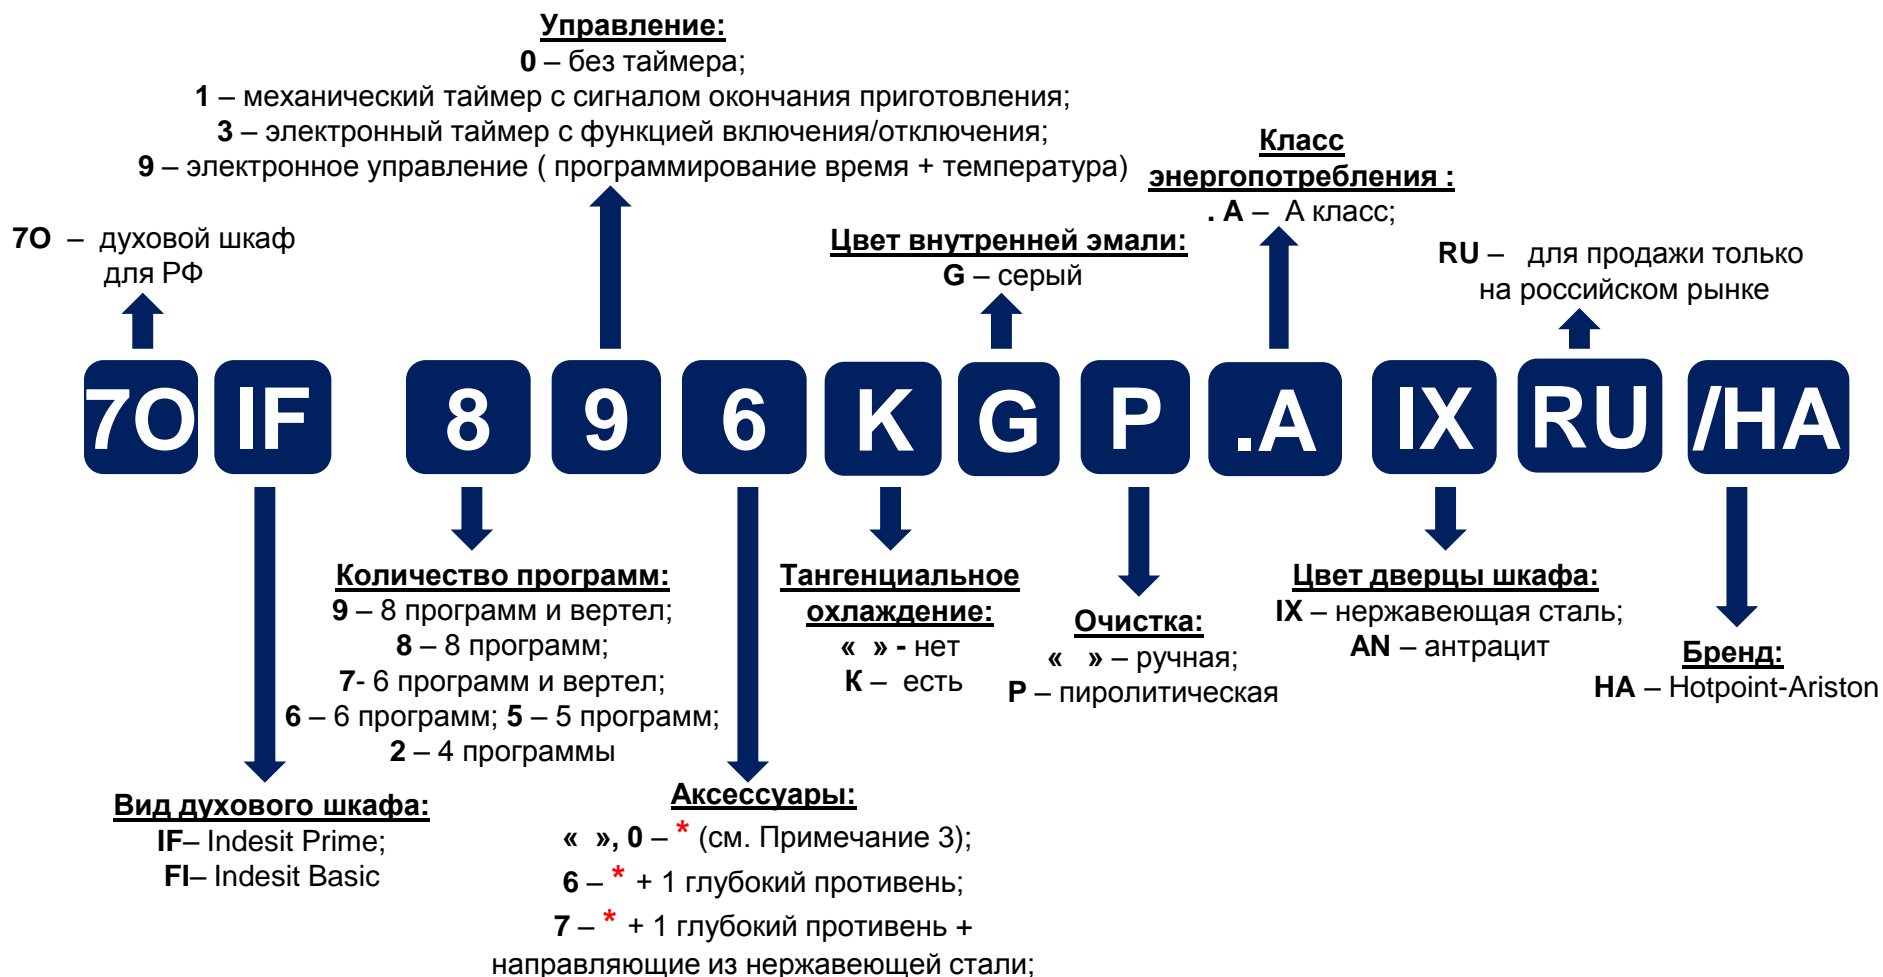 Управление:
0 – без таймера;
1 – механический таймер с сигналом окончания приготовления;
3 – электронный таймер с функцией включения/отключения;
9 – электронное управление ( программирование время + температура)
Класс
энергопотребления :
. А – А класс;
7О – духовой шкаф
для РФ
Цвет внутренней эмали:
G – серый
RU – для продажи только
на российском рынке
7O IF 8 9 6 K G P .A IX RU /HA
Количество программ:
9 – 8 программ и вертел;
8 – 8 программ;
7- 6 программ и вертел;
6 – 6 программ; 5 – 5 программ;
2 – 4 программы
Тангенциальное
охлаждение:
« » - нет
К – есть
Очистка:
« » – ручная;
P – пиролитическая
Цвет дверцы шкафа:
IX – нержавеющая сталь;
AN – антрацит
Бренд:
HA – Hotpoint-Ariston
Вид духового шкафа:
IF– Indesit Prime;
FI– Indesit Basic
Аксессуары:
« », 0 – * (см. Примечание 3);
6 – * + 1 глубокий противень;
7 – * + 1 глубокий противень +
направляющие из нержавеющей стали;